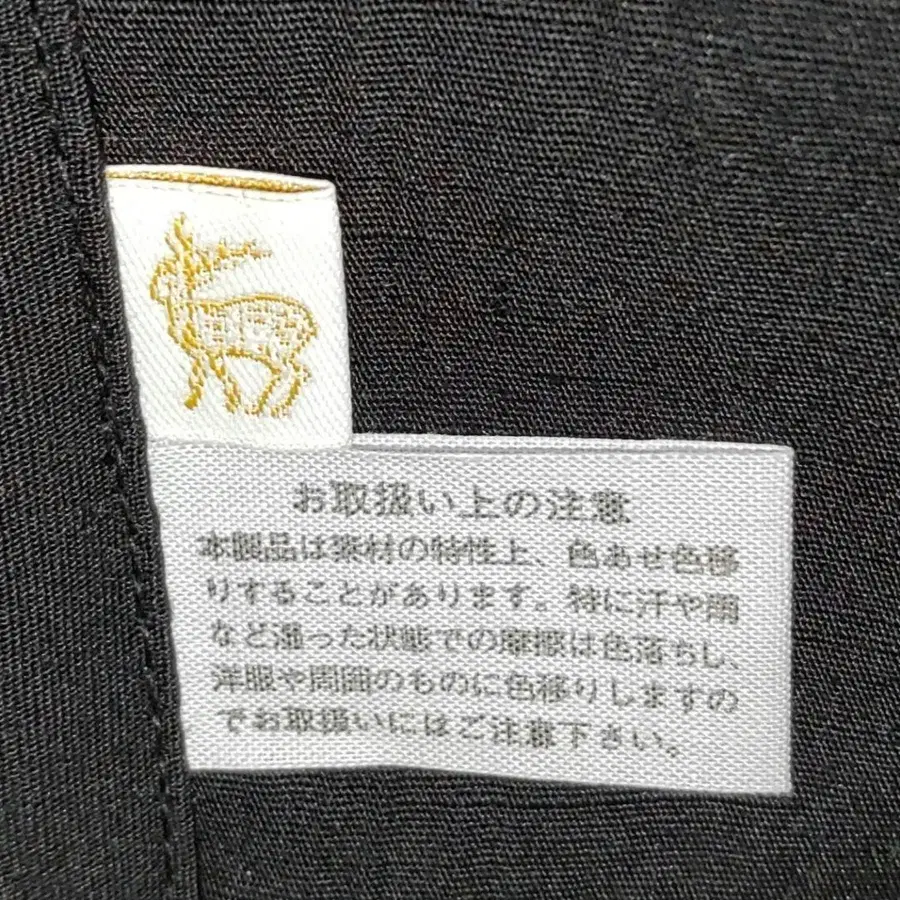 お取扱い上の注意
本製品は素材の特性上、色あせ色移
りすることがあります。特に汗や雨
など湿った状態での摩擦は色落ちし、
洋服や周囲のものに色移りしますの
でお取扱いにはご注意下さい。